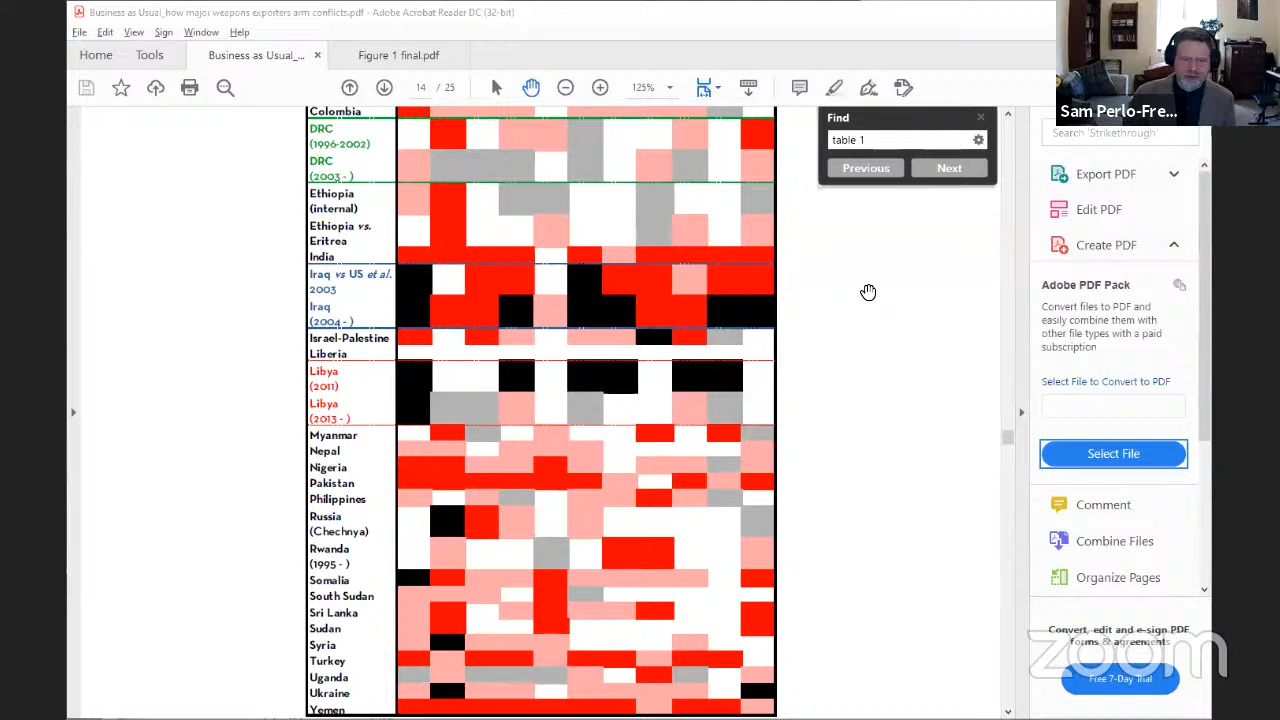 Business as Usual_how major weapons exporters arm conflicts.pdf - Adobe Acrobat Reader DC (32-bit)
File Edit View Sign Window Help
Home Tools Business as Usual_... × Figure 1 final.pdf
14 / 25 125%
Sam Perlo-Fre...
Find
table 1
Previous Next
Colombia
DRC
(1996-2002)
DRC
(2003 - )
Ethiopia
(internal)
Ethiopia vs.
Eritrea
India
Iraq vs US et al.
2003
Iraq
(2004 - )
Israel-Palestine
Liberia
Libya
(2011)
Libya
(2013 - )
Myanmar
Nepal
Nigeria
Pakistan
Philippines
Russia
(Chechnya)
Rwanda
(1995 - )
Somalia
South Sudan
Sri Lanka
Sudan
Syria
Turkey
Uganda
Ukraine
Yemen
Search 'Strikethrough'
Export PDF
Edit PDF
Create PDF
Adobe PDF Pack
Convert files to PDF and
easily combine them with
other file types with a paid
subscription
Select File to Convert to PDF
Select File
Comment
Combine Files
Organize Pages
Convert, edit and e-sign PDF
forms & agreements
Free 7-Day Trial
zoom